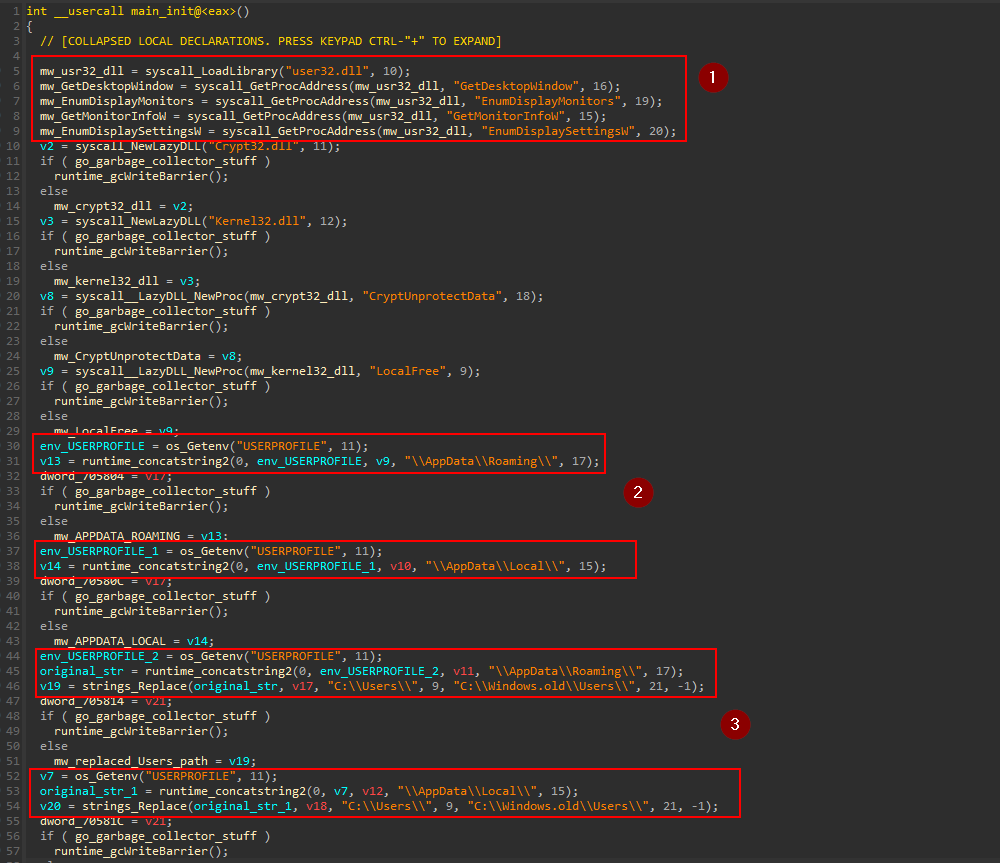 1 int __usercall main_init@<eax>()
2 {
3 // [COLLAPSED LOCAL DECLARATIONS. PRESS KEYPAD CTRL-"+" TO EXPAND]
4
5 mw_usr32_dll = syscall_LoadLibrary("user32.dll", 10);
6 mw_GetDesktopWindow = syscall_GetProcAddress(mw_usr32_dll, "GetDesktopWindow", 16);
7 mw_EnumDisplayMonitors = syscall_GetProcAddress(mw_usr32_dll, "EnumDisplayMonitors", 19);
8 mw_GetMonitorInfoW = syscall_GetProcAddress(mw_usr32_dll, "GetMonitorInfoW", 15);
9 mw_EnumDisplaySettingsW = syscall_GetProcAddress(mw_usr32_dll, "EnumDisplaySettingsW", 20);
1
10 v2 = syscall_NewLazyDLL("Crypt32.dll", 11);
11 if ( go_garbage_collector_stuff )
12 runtime_gcWriteBarrier();
13 else
14 mw_crypt32_dll = v2;
15 v3 = syscall_NewLazyDLL("Kernel32.dll", 12);
16 if ( go_garbage_collector_stuff )
17 runtime_gcWriteBarrier();
18 else
19 mw_kernel32_dll = v3;
20 v8 = syscall__LazyDLL_NewProc(mw_crypt32_dll, "CryptUnprotectData", 18);
21 if ( go_garbage_collector_stuff )
22 runtime_gcWriteBarrier();
23 else
24 mw_CryptUnprotectData = v8;
25 v9 = syscall__LazyDLL_NewProc(mw_kernel32_dll, "LocalFree", 9);
26 if ( go_garbage_collector_stuff )
27 runtime_gcWriteBarrier();
28 else
29 mw_LocalFree = v9;
30 env_USERPROFILE = os_Getenv("USERPROFILE", 11);
31 v13 = runtime_concatstring2(0, env_USERPROFILE, v9, "\\AppData\\Roaming\\", 17);
32 dword_705804 = v17;
33 if ( go_garbage_collector_stuff )
2
34 runtime_gcWriteBarrier();
35 else
36 mw_APPDATA_ROAMING = v13;
37 env_USERPROFILE_1 = os_Getenv("USERPROFILE", 11);
38 v14 = runtime_concatstring2(0, env_USERPROFILE_1, v10, "\\AppData\\Local\\", 15);
39 dword_70580C = v17;
40 if ( go_garbage_collector_stuff )
41 runtime_gcWriteBarrier();
42 else
43 mw_APPDATA_LOCAL = v14;
44 env_USERPROFILE_2 = os_Getenv("USERPROFILE", 11);
45 original_str = runtime_concatstring2(0, env_USERPROFILE_2, v11, "\\AppData\\Roaming\\", 17);
46 v19 = strings_Replace(original_str, v17, "C:\\Users\\", 9, "C:\\Windows.old\\Users\\", 21, -1);
47 dword_705814 = v21;
48 if ( go_garbage_collector_stuff )
3
49 runtime_gcWriteBarrier();
50 else
51 mw_replaced_Users_path = v19;
52 v7 = os_Getenv("USERPROFILE", 11);
53 original_str_1 = runtime_concatstring2(0, v7, v12, "\\AppData\\Local\\", 15);
54 v20 = strings_Replace(original_str_1, v18, "C:\\Users\\", 9, "C:\\Windows.old\\Users\\", 21, -1);
55 dword_70581C = v21;
56 if ( go_garbage_collector_stuff )
57 runtime_gcWriteBarrier();